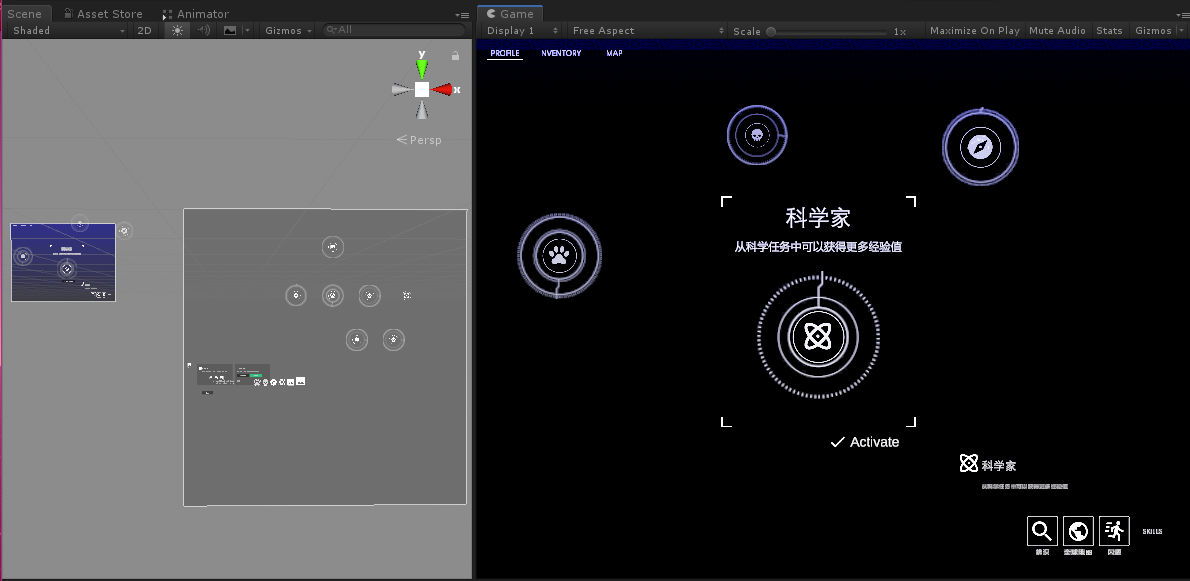 Scene Asset Store Animator
Shaded 2D Gizmos All
y
x
Persp
Game
Display 1 Free Aspect Scale 1x Maximize On Play Mute Audio Stats Gizmos
PROFILE NVENTORY MAP
科学家
从科学任务中可以获得更多经验值
Activate
科学家
SKILLS
闪避